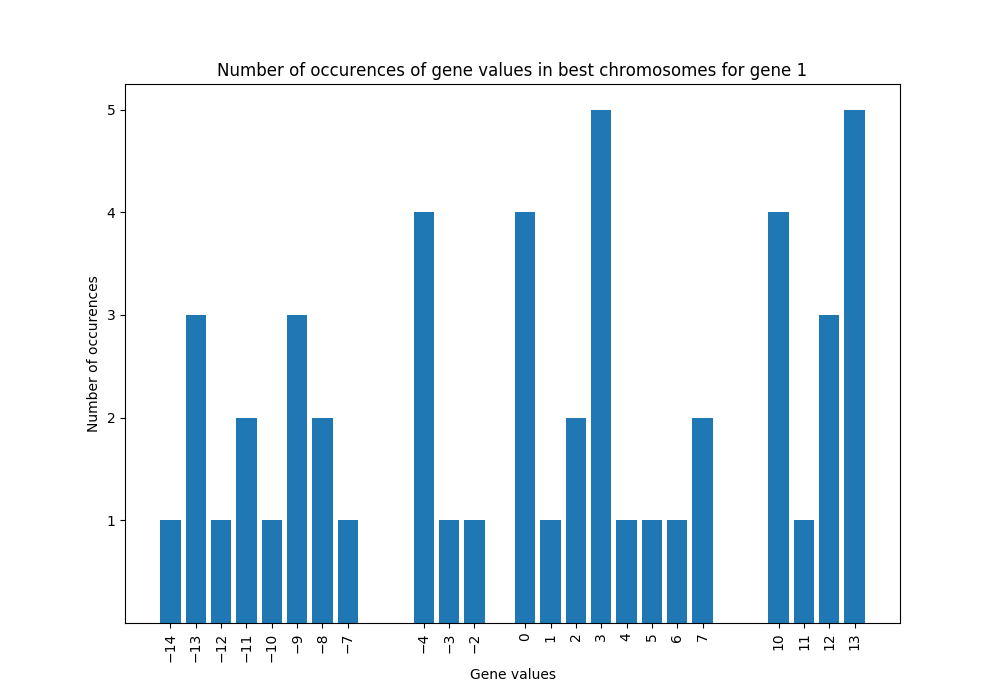 Number of occurences of gene values in best chromosomes for gene 1
Number of occurences
5
4
3
2
1
−14 −13 −12 −11 −10 −9 −8 −7 −4 −3 −2 0 1 2 3 4 5 6 7 10 11 12 13
Gene values